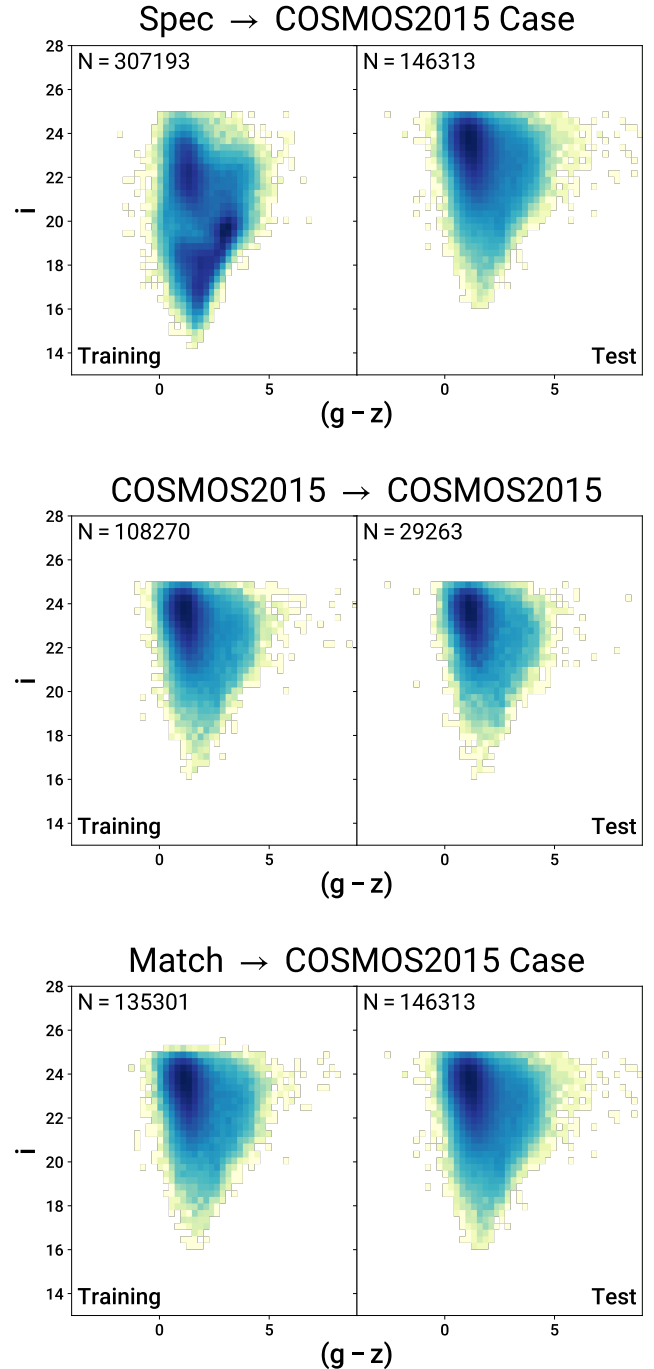 Spec → COSMOS2015 Case
N = 307193
N = 146313
28
26
24
22
20
18
16
14
i
Training
Test
0
5
0
5
(g – z)
COSMOS2015 → COSMOS2015
N = 108270
N = 29263
28
26
24
22
20
18
16
14
i
Training
Test
0
5
0
5
(g – z)
Match → COSMOS2015 Case
N = 135301
N = 146313
28
26
24
22
20
18
16
14
i
Training
Test
0
5
0
5
(g – z)